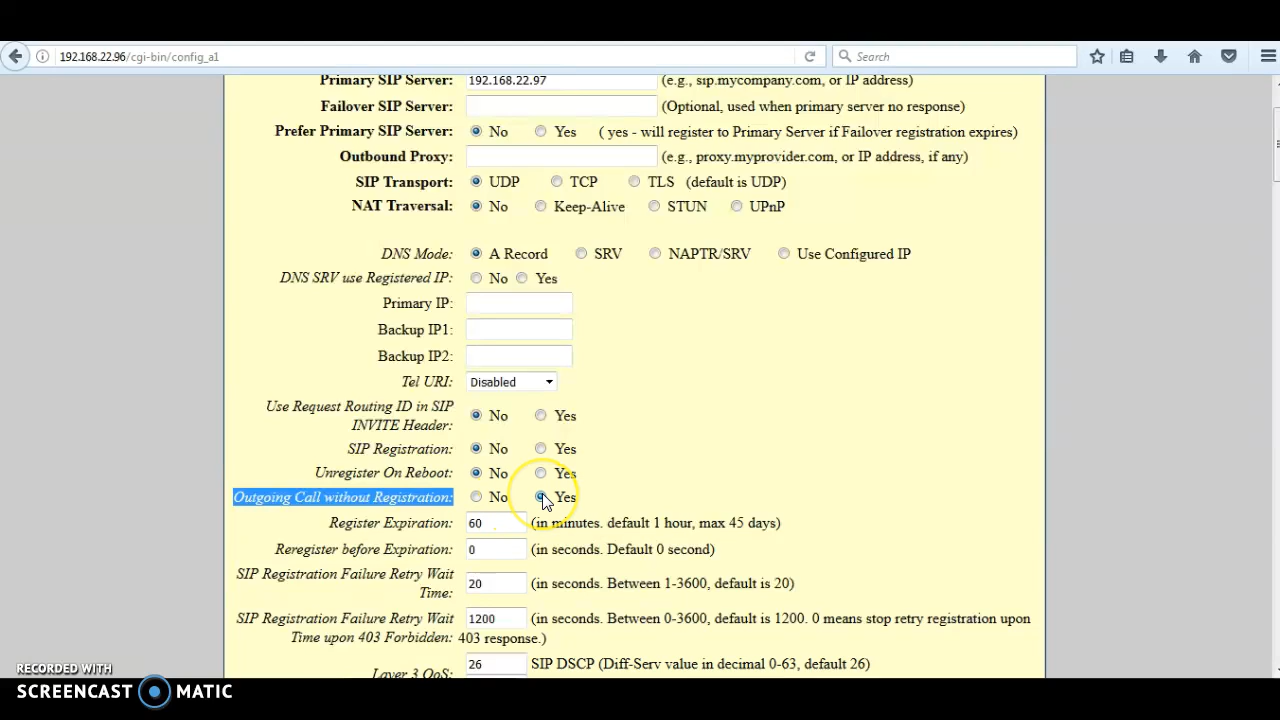 192.168.22.96/cgi-bin/config_a1
Search
Primary SIP Server: 192.168.22.97 (e.g., sip.mycompany.com, or IP address)
Failover SIP Server: (Optional, used when primary server no response)
Prefer Primary SIP Server: No Yes ( yes - will register to Primary Server if Failover registration expires)
Outbound Proxy: (e.g., proxy.myprovider.com, or IP address, if any)
SIP Transport: UDP TCP TLS (default is UDP)
NAT Traversal: No Keep-Alive STUN UPnP
DNS Mode: A Record SRV NAPTR/SRV Use Configured IP
DNS SRV use Registered IP: No Yes
Primary IP:
Backup IP1:
Backup IP2:
Tel URI: Disabled
Use Request Routing ID in SIP
INVITE Header: No Yes
SIP Registration: No Yes
Unregister On Reboot: No Yes
Outgoing Call without Registration: No Yes
Register Expiration: 60 (in minutes. default 1 hour, max 45 days)
Reregister before Expiration: 0 (in seconds. Default 0 second)
SIP Registration Failure Retry Wait
Time: 20 (in seconds. Between 1-3600, default is 20)
SIP Registration Failure Retry Wait 1200 (in seconds. Between 0-3600, default is 1200. 0 means stop retry registration upon
Time upon 403 Forbidden: 403 response.)
Layer 3 QoS: 26 SIP DSCP (Diff-Serv value in decimal 0-63, default 26)
RECORDED WITH
SCREENCAST MATIC